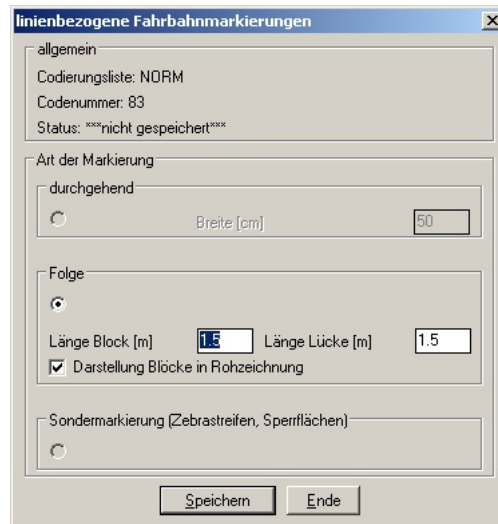 linienbezogene Fahrbahnmarkierungen
allgemein
Codierungsliste: NORM
Codenummer: 83
Status: ***nicht gespeichert***
Art der Markierung
durchgehend
Breite [cm] 50
Folge
Länge Block [m] 1.5 Länge Lücke [m] 1.5
Darstellung Blöcke in Rohzeichnung
Sondermarkierung (Zebrastreifen, Sperrflächen)
Speichern Ende